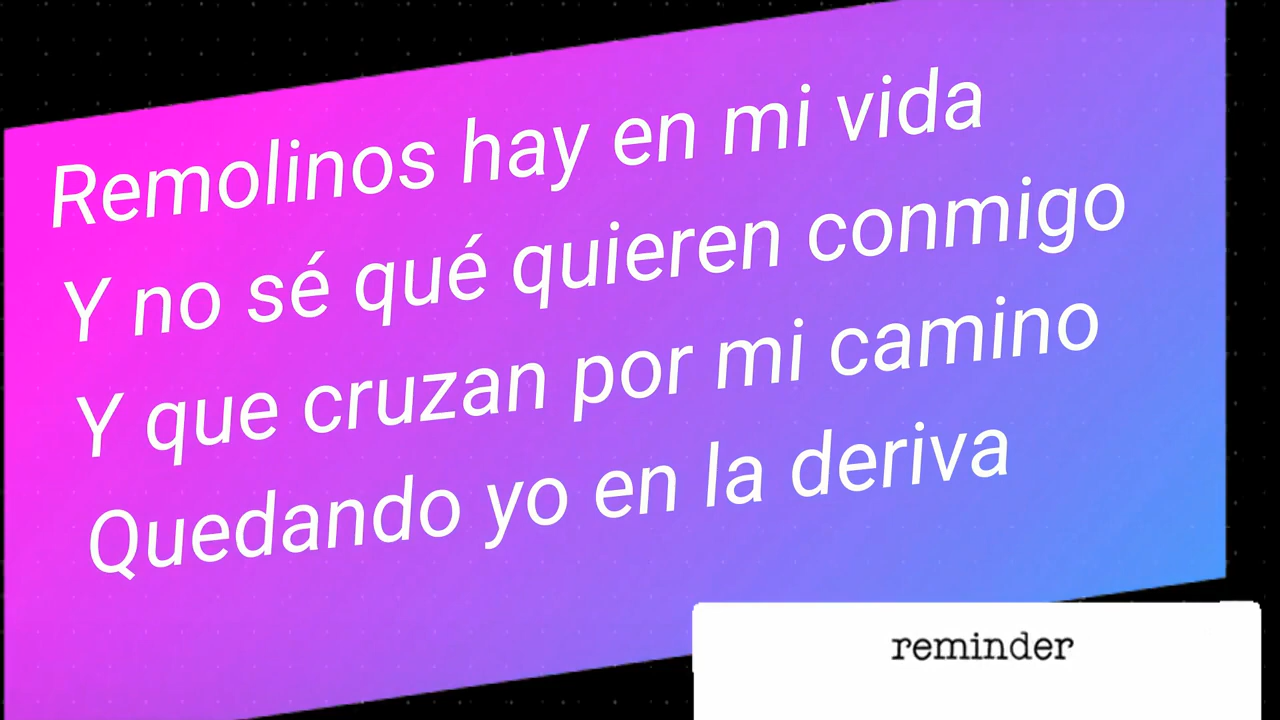 Remolinos hay en mi vida
Y no sé qué quieren conmigo
Y que cruzan por mi camino
Quedando yo en la deriva
reminder